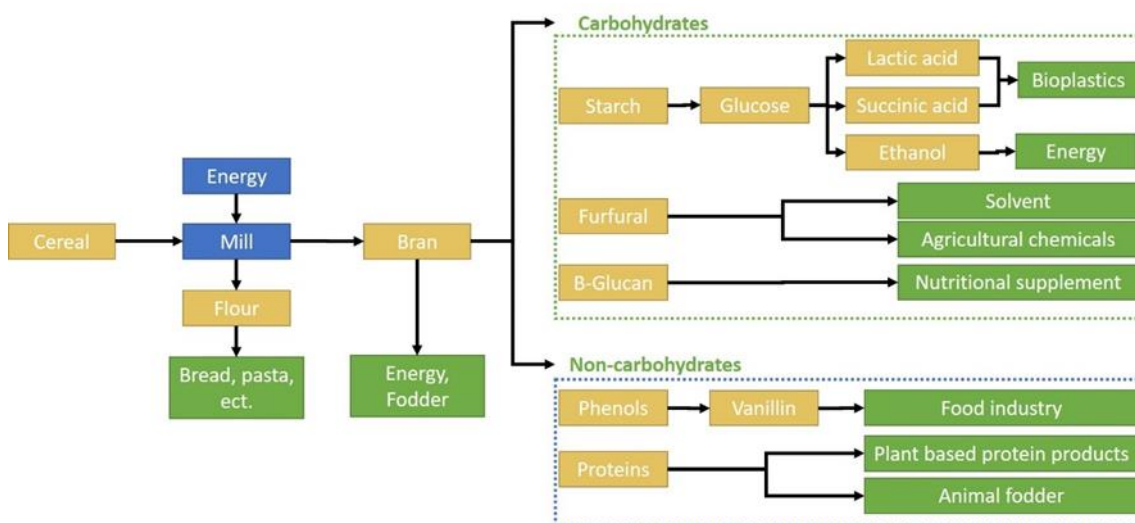 Carbohydrates
Lactic acid
Bioplastics
Starch
Glucose
Succinic acid
Ethanol
Energy
Energy
Solvent
Furfural
Cereal
Mill
Bran
Agricultural chemicals
B-Glucan
Nutritional supplement
Flour
Non-carbohydrates
Bread, pasta,
ect.
Energy,
Fodder
Phenols
Vanillin
Food industry
Plant based protein products
Proteins
Animal fodder